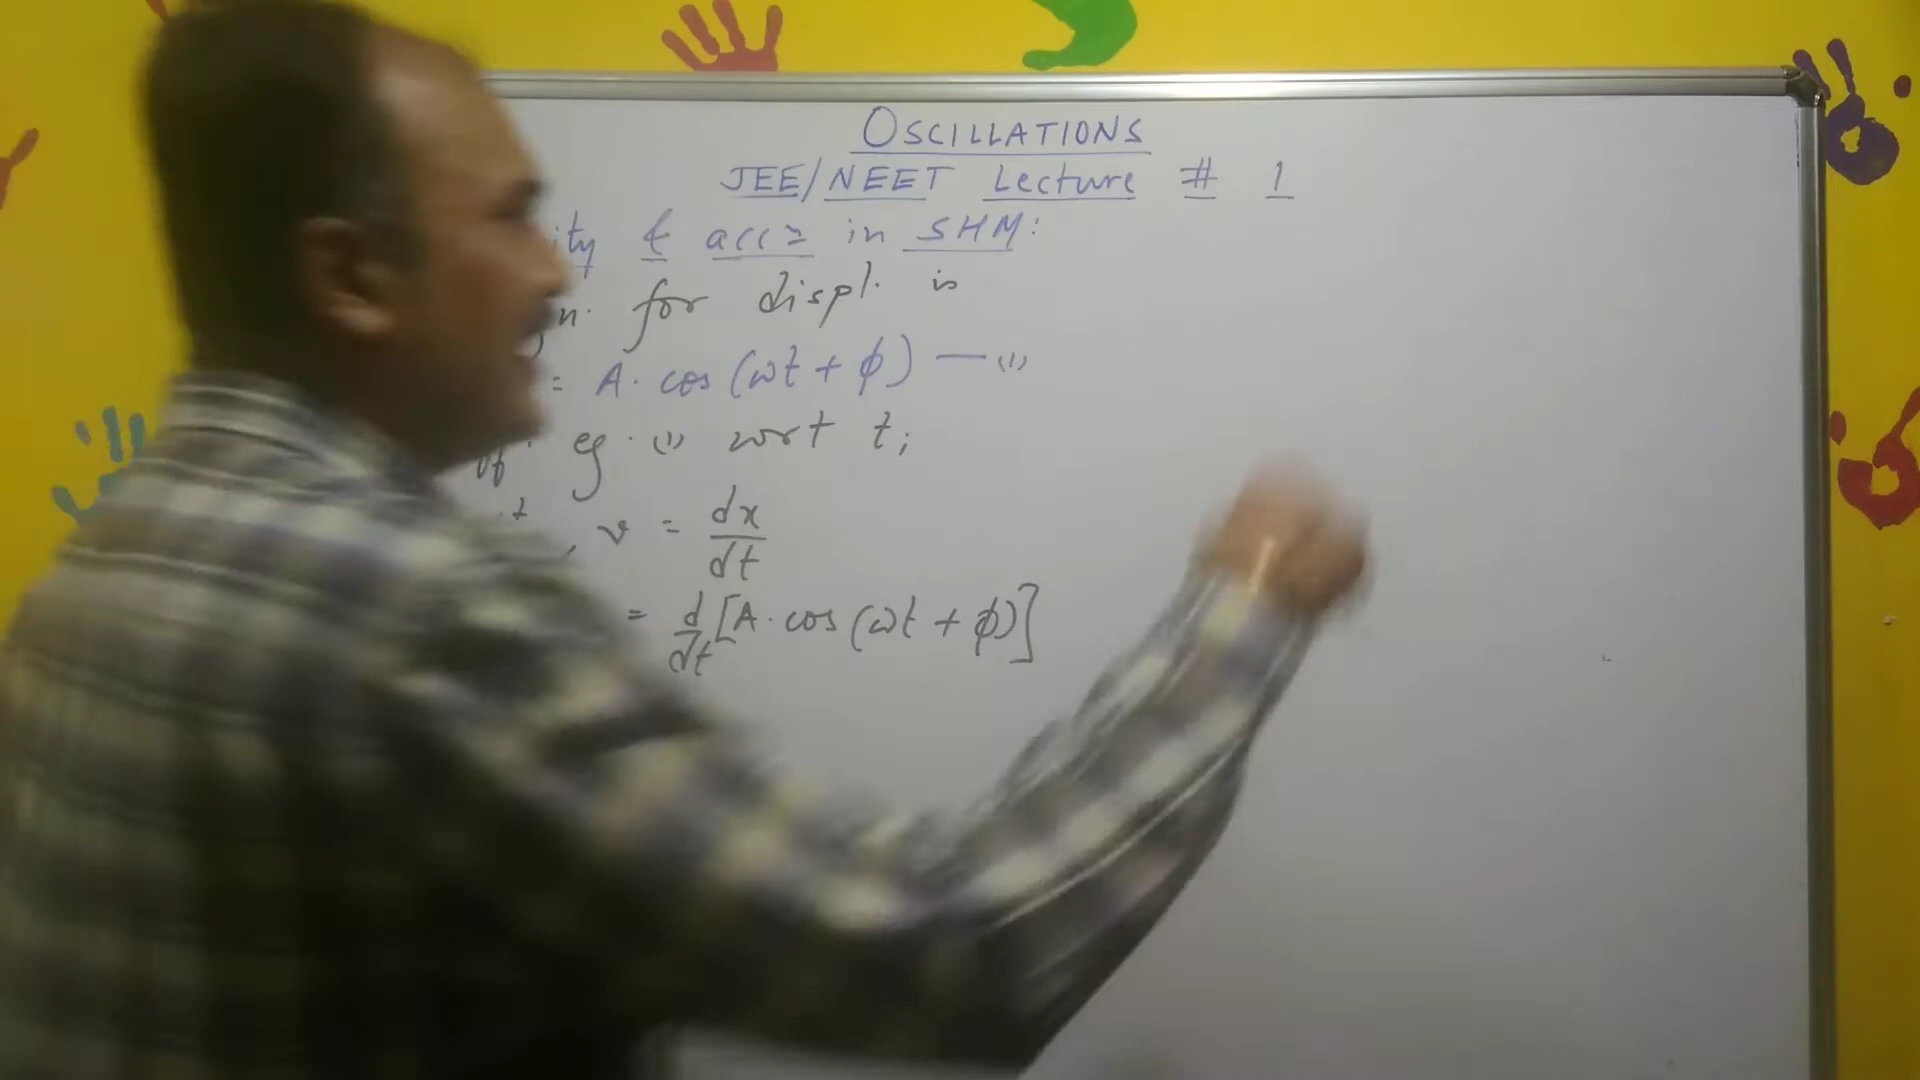 OSCILLATIONS
JEE/NEET Lecture # 1
& accⁿ in SHM:
for displ. is
= A. cos (ωt + φ) — (1)
eq. (1) wrt t;
v = dx/dt
= d/dt [A. cos (ωt + φ)]